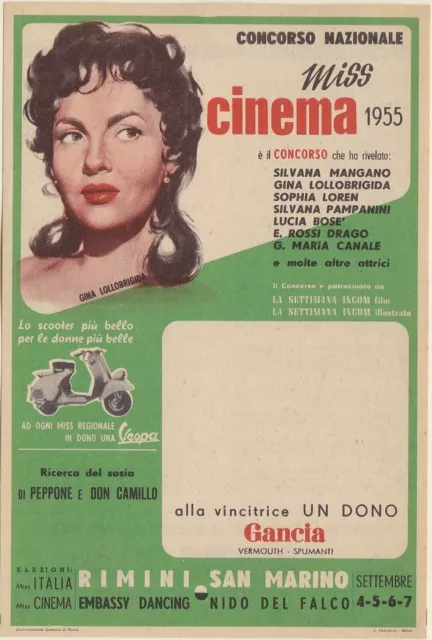 CONCORSO NAZIONALE
Miss
cinema 1955
è il CONCORSO che ha rivelato:
SILVANA MANGANO
GINA LOLLOBRIGIDA
SOPHIA LOREN
SILVANA PAMPANINI
LUCIA BOSE'
E. ROSSI DRAGO
G. MARIA CANALE
e molte altre attrici
GINA LOLLOBRIGIDA
Il Concorso è patrocinato da
LA SETTIMANA INCOM film
LA SETTIMANA INCOM illustrata
Lo scooter più bello
per le donne più belle
AD OGNI MISS REGIONALE
IN DONO UNA Vespa
Ricerca del sosia
DI PEPPONE E DON CAMILLO
alla vincitrice UN DONO
Gancia
VERMOUTH - SPUMANTI
ELEZIONI:
Miss ITALIA RIMINI SAN MARINO SETTEMBRE
Miss CINEMA EMBASSY DANCING NIDO DEL FALCO 4-5-6-7